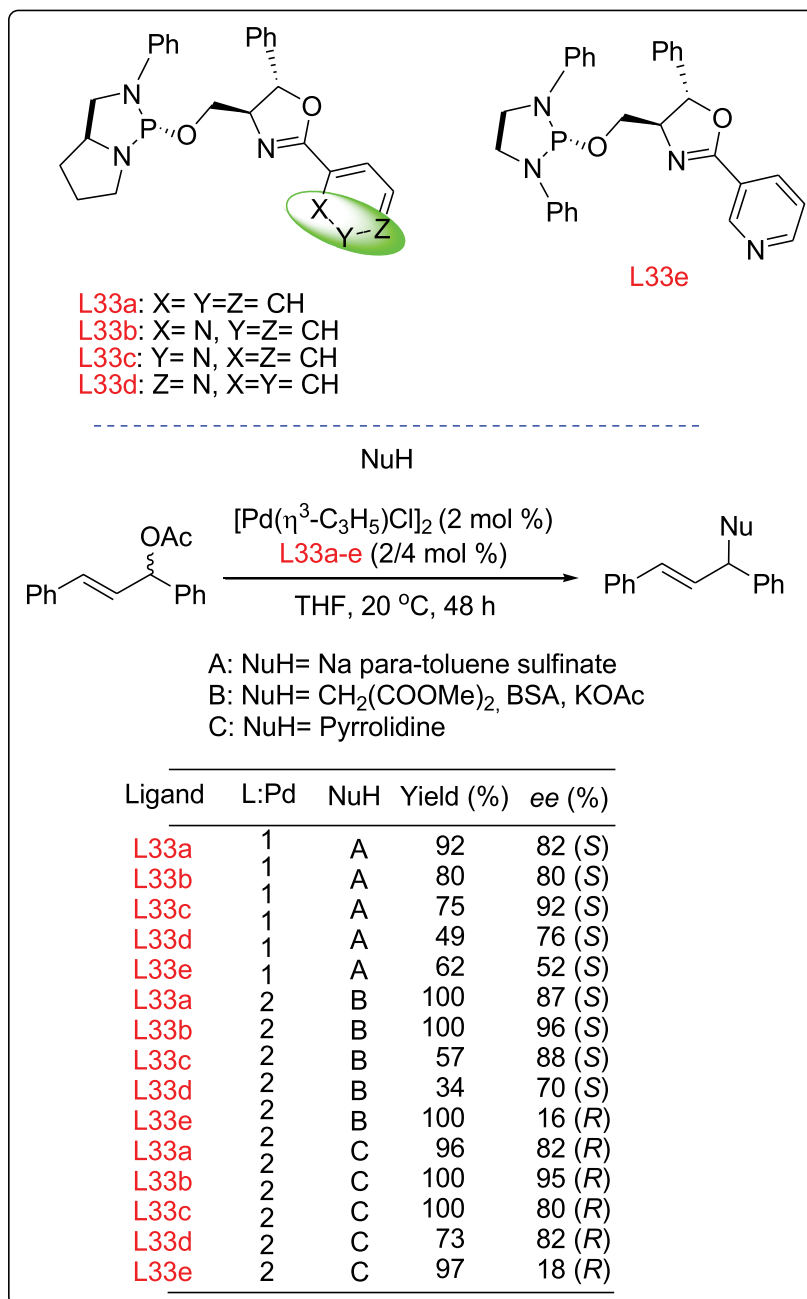 Ph
Ph
N
P
N
O
O
N
X
Y
Z
Ph
Ph
N
P
N
Ph
O
O
N
N
L33e
L33a: X= Y=Z= CH
L33b: X= N, Y=Z= CH
L33c: Y= N, X=Z= CH
L33d: Z= N, X=Y= CH
NuH
[Pd(η³-C₃H₅)Cl]₂ (2 mol %)
L33a-e (2/4 mol %)
THF, 20 °C, 48 h
OAc
Ph
Ph
Nu
Ph
Ph
A: NuH= Na para-toluene sulfinate
B: NuH= CH₂(COOMe)₂, BSA, KOAc
C: NuH= Pyrrolidine
Ligand L:Pd NuH Yield (%) ee (%)
L33a 1 A 92 82 (S)
L33b 1 A 80 80 (S)
L33c 1 A 75 92 (S)
L33d 1 A 49 76 (S)
L33e 1 A 62 52 (S)
L33a 2 B 100 87 (S)
L33b 2 B 100 96 (S)
L33c 2 B 57 88 (S)
L33d 2 B 34 70 (S)
L33e 2 B 100 16 (R)
L33a 2 C 96 82 (R)
L33b 2 C 100 95 (R)
L33c 2 C 100 80 (R)
L33d 2 C 73 82 (R)
L33e 2 C 97 18 (R)